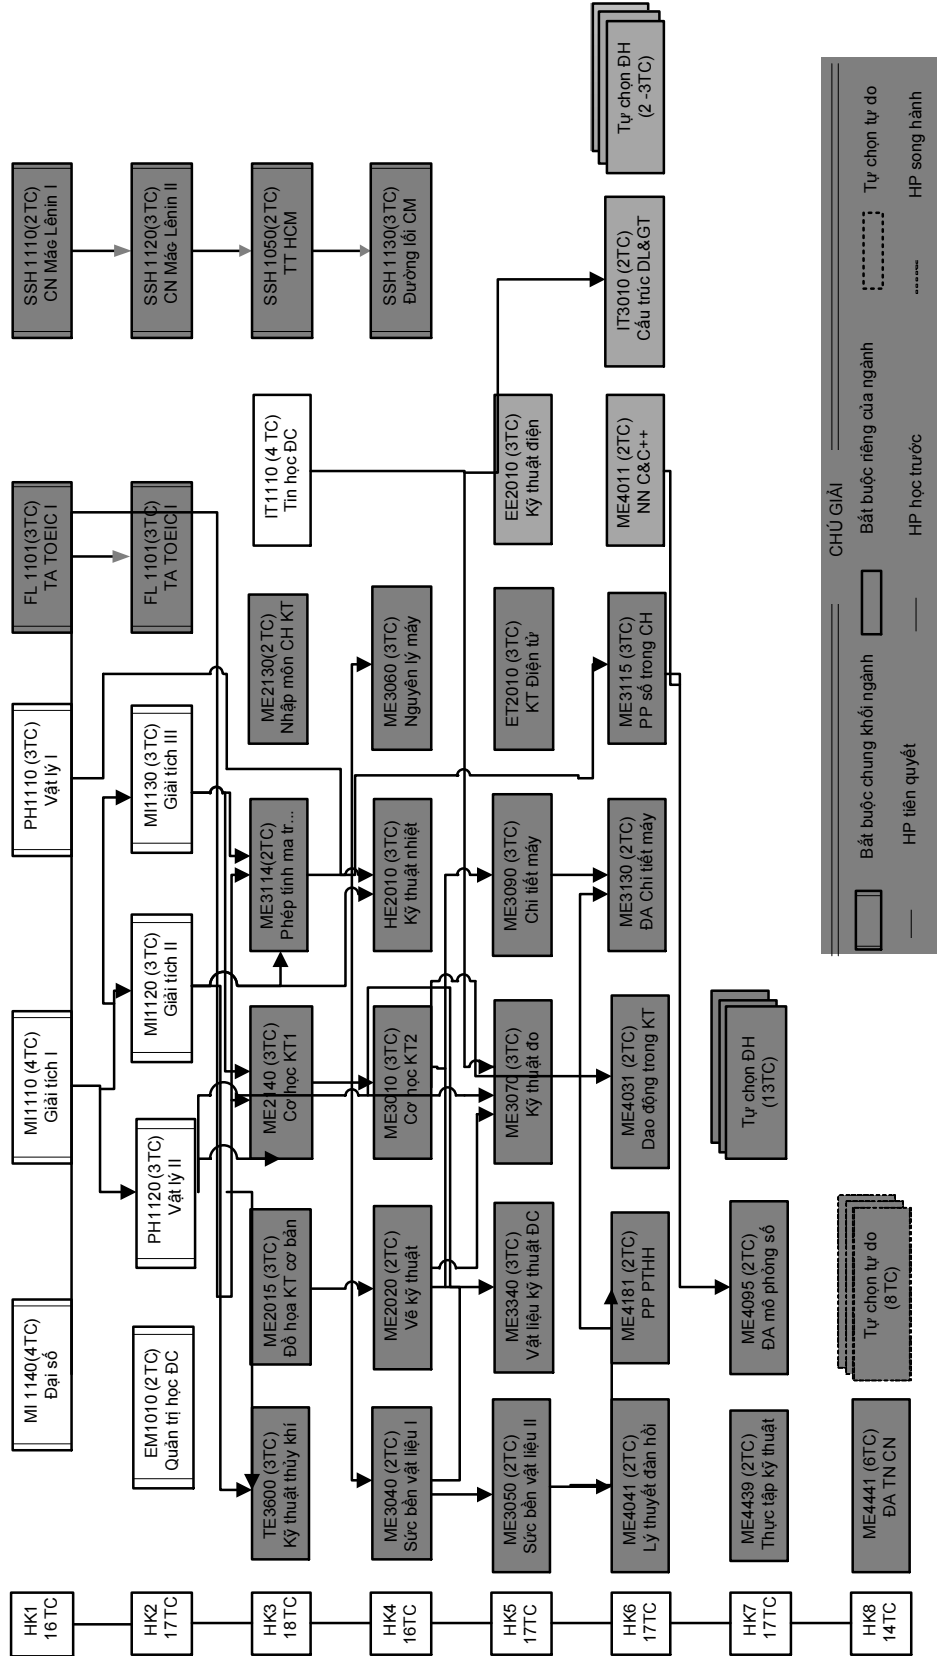 HK1
16TC
MI 1140(4TC)
Đại số
MI1110 (4TC)
Giải tích I
PH1110 (3TC)
Vật lý I
FL 1101(3TC)
TA TOEIC I
SSH 1110(2TC)
CN Mác Lênin I
HK2
17TC
EM1010 (2TC)
Quản trị học ĐC
PH1120 (3TC)
Vật lý II
MI1120 (3TC)
Giải tích II
MI1130 (3TC)
Giải tích III
FL 1101(3TC)
TA TOEIC I
SSH 1120(3TC)
CN Mác Lênin II
HK3
18TC
TE3600 (3TC)
Kỹ thuật thủy khí
ME2015 (3TC)
Đồ họa KT cơ bản
ME2140 (3TC)
Cơ học KT1
ME3114(2TC)
Phép tính ma tr...
ME2130(2TC)
Nhập môn CH KT
IT1110 (4 TC)
Tin học ĐC
SSH 1050(2TC)
TT HCM
HK4
16TC
ME3040 (2TC)
Sức bền vật liệu I
ME2020 (2TC)
Vẽ kỹ thuật
ME3010 (3TC)
Cơ học KT2
HE2010 (3TC)
Kỹ thuật nhiệt
ME3060 (3TC)
Nguyên lý máy
SSH 1130(3TC)
Đường lối CM
HK5
17TC
ME3050 (2TC)
Sức bền vật liệu II
ME3340 (3TC)
Vật liệu kỹ thuật ĐC
ME3070 (3TC)
Kỹ thuật đo
ME3090 (3TC)
Chi tiết máy
ET2010 (3TC)
KT Điện tử
EE2010 (3TC)
Kỹ thuật điện
HK6
17TC
ME4041 (2TC)
Lý thuyết đàn hồi
ME4181 (2TC)
PP PTHH
ME4031 (2TC)
Dao động trong KT
ME3130 (2TC)
ĐA Chi tiết máy
ME3115 (3TC)
PP số trong CH
ME4011 (2TC)
NN C&C++
IT3010 (2TC)
Cấu trúc DL&GT
Tự chọn ĐH
(2 -3TC)
HK7
17TC
ME4439 (2TC)
Thực tập kỹ thuật
ME4095 (2TC)
ĐA mô phỏng số
Tự chọn ĐH
(13TC)
HK8
14TC
ME4441 (6TC)
ĐA TN CN
Tự chọn tự do
(8TC)
CHÚ GIẢI
Bắt buộc chung khối ngành
Bắt buộc riêng của ngành
Tự chọn tự do
HP tiên quyết
HP học trước
HP song hành